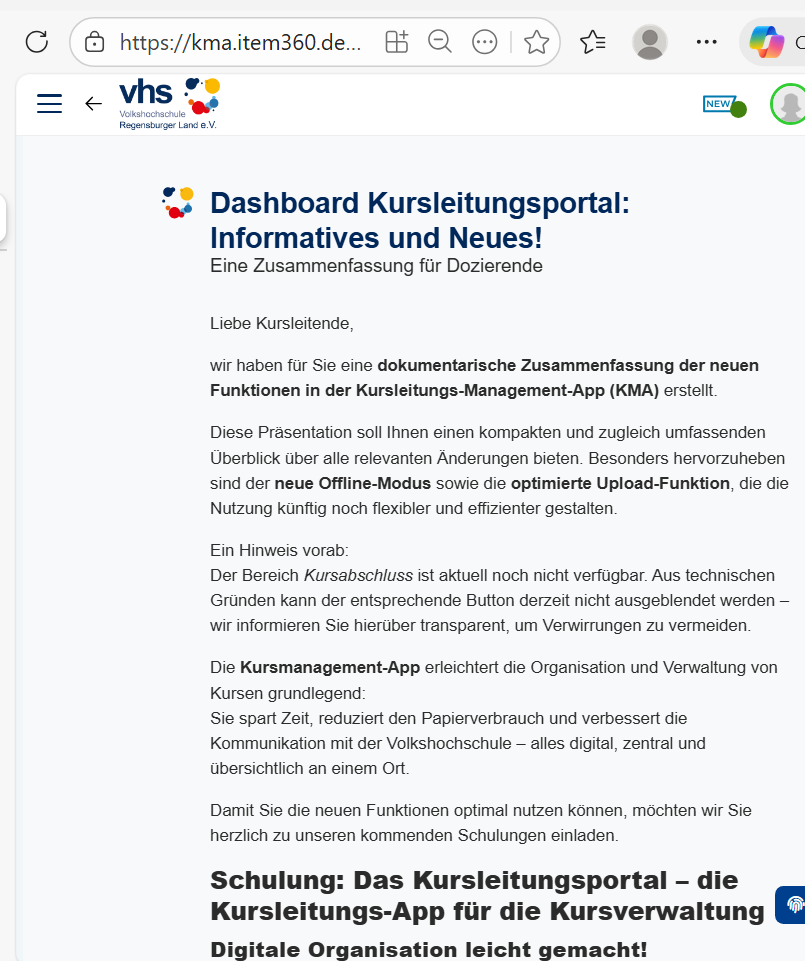 https://kma.item360.de...
vhs
Volkshochschule
Regensburger Land e.V.
NEW
Dashboard Kursleitungsportal:
Informatives und Neues!
Eine Zusammenfassung für Dozierende
Liebe Kursleitende,
wir haben für Sie eine dokumentarische Zusammenfassung der neuen
Funktionen in der Kursleitungs-Management-App (KMA) erstellt.
Diese Präsentation soll Ihnen einen kompakten und zugleich umfassenden
Überblick über alle relevanten Änderungen bieten. Besonders hervorzuheben
sind der neue Offline-Modus sowie die optimierte Upload-Funktion, die die
Nutzung künftig noch flexibler und effizienter gestalten.
Ein Hinweis vorab:
Der Bereich Kursabschluss ist aktuell noch nicht verfügbar. Aus technischen
Gründen kann der entsprechende Button derzeit nicht ausgeblendet werden –
wir informieren Sie hierüber transparent, um Verwirrungen zu vermeiden.
Die Kursmanagement-App erleichtert die Organisation und Verwaltung von
Kursen grundlegend:
Sie spart Zeit, reduziert den Papierverbrauch und verbessert die
Kommunikation mit der Volkshochschule – alles digital, zentral und
übersichtlich an einem Ort.
Damit Sie die neuen Funktionen optimal nutzen können, möchten wir Sie
herzlich zu unseren kommenden Schulungen einladen.
Schulung: Das Kursleitungsportal – die
Kursleitungs-App für die Kursverwaltung
Digitale Organisation leicht gemacht!